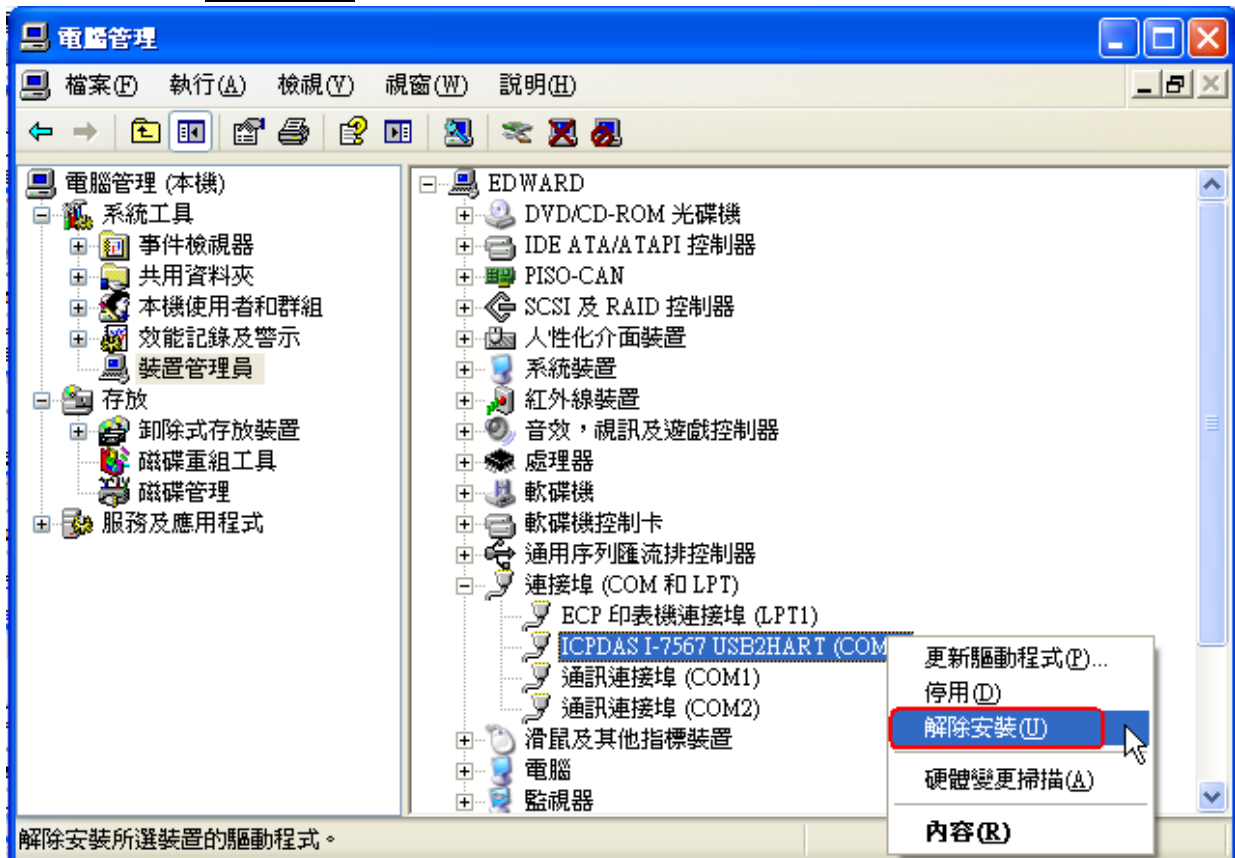 電腦管理
檔案(F) 執行(A) 檢視(V) 視窗(W) 說明(H)
電腦管理 (本機)
系統工具
事件檢視器
共用資料夾
本機使用者和群組
效能記錄及警示
裝置管理員
存放
卸除式存放裝置
磁碟重組工具
磁碟管理
服務及應用程式
EDWARD
DVD/CD-ROM 光碟機
IDE ATA/ATAPI 控制器
PISO-CAN
SCSI 及 RAID 控制器
人性化介面裝置
系統裝置
紅外線裝置
音效，視訊及遊戲控制器
處理器
軟碟機
軟碟機控制卡
通用序列匯流排控制器
連接埠 (COM 和 LPT)
ECP 印表機連接埠 (LPT1)
ICPDAS I-7567 USB2HART (COM
通訊連接埠 (COM1)
通訊連接埠 (COM2)
滑鼠及其他指標裝置
電腦
監視器
更新驅動程式(P)...
停用(D)
解除安裝(U)
硬體變更掃描(A)
內容(R)
解除安裝所選裝置的驅動程式。